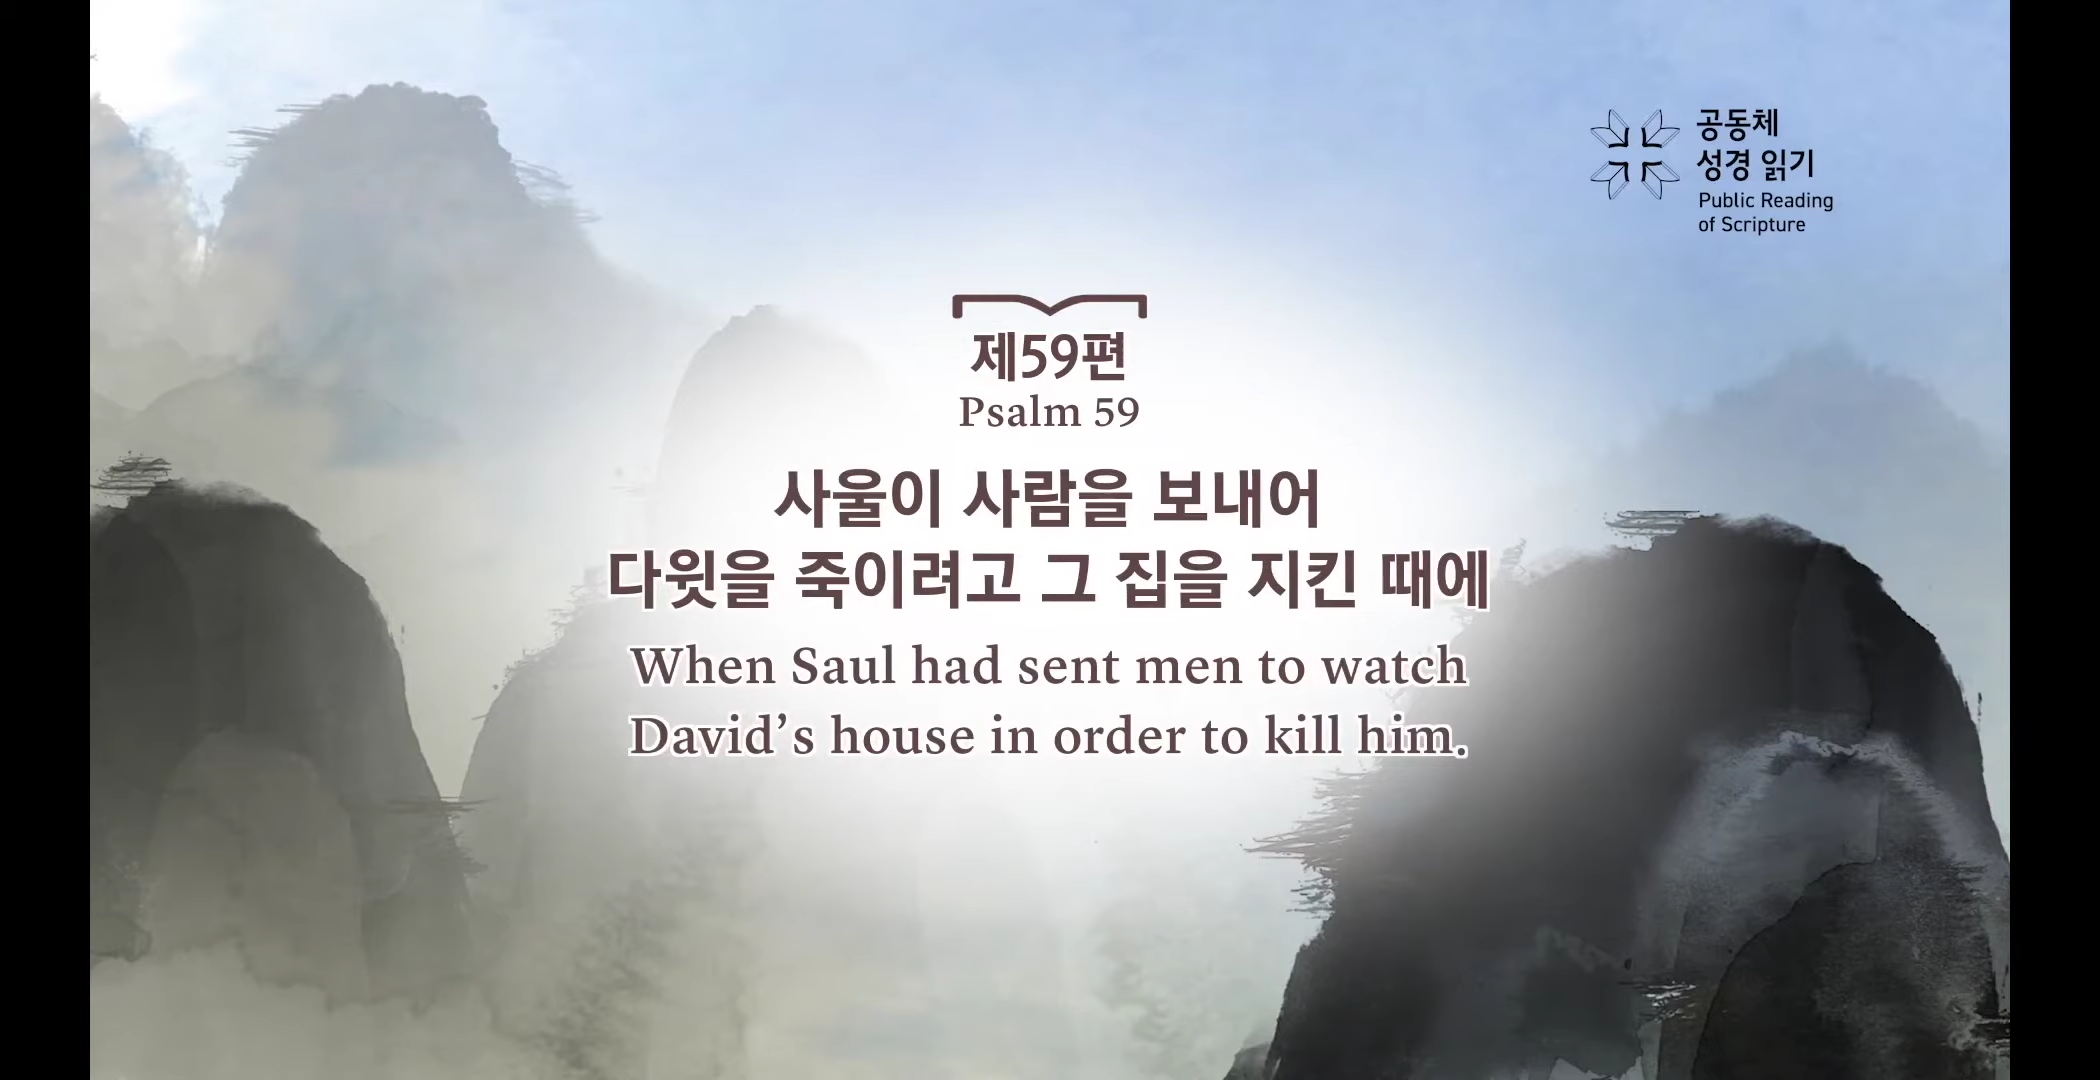 공동체
성경 읽기
Public Reading
of Scripture
제59편
Psalm 59
사울이 사람을 보내어
다윗을 죽이려고 그 집을 지킨 때에
When Saul had sent men to watch
David’s house in order to kill him.